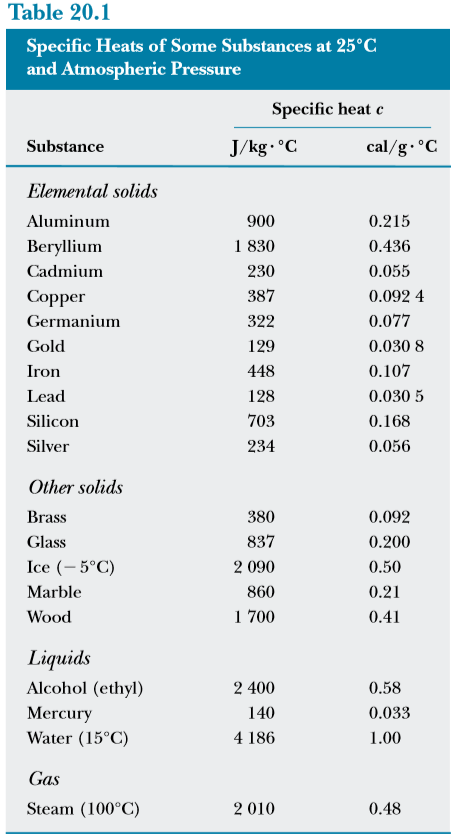 Table 20.1
Specific Heats of Some Substances at 25°C
and Atmospheric Pressure
Specific heat c
Substance J/kg·°C cal/g·°C
Elemental solids
Aluminum 900 0.215
Beryllium 1 830 0.436
Cadmium 230 0.055
Copper 387 0.092 4
Germanium 322 0.077
Gold 129 0.030 8
Iron 448 0.107
Lead 128 0.030 5
Silicon 703 0.168
Silver 234 0.056
Other solids
Brass 380 0.092
Glass 837 0.200
Ice (− 5°C) 2 090 0.50
Marble 860 0.21
Wood 1 700 0.41
Liquids
Alcohol (ethyl) 2 400 0.58
Mercury 140 0.033
Water (15°C) 4 186 1.00
Gas
Steam (100°C) 2 010 0.48